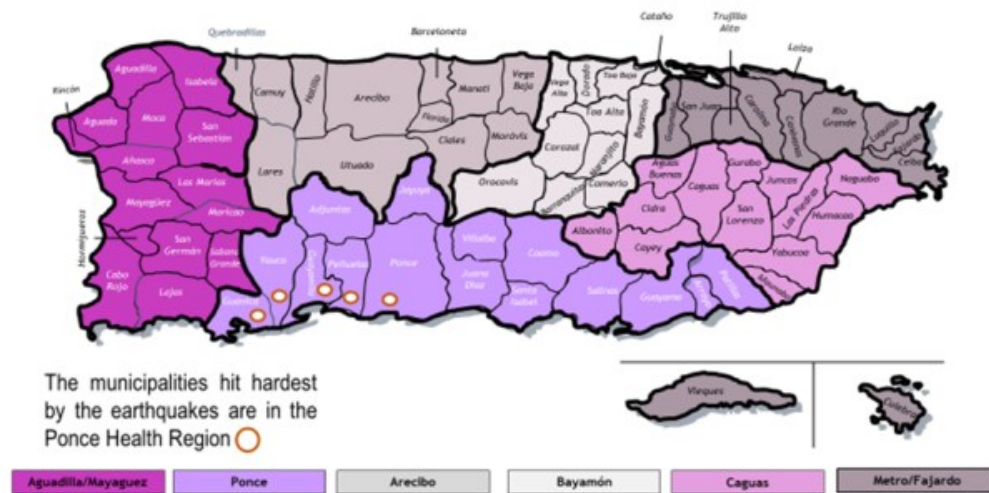 Cataño
Trujillo
Alto
Quebradillas
Barceloneta
Loiza
Rincón
Aguadilla
Isabela
Camuy
Hatillo
Arecibo
Manatí
Vega
Baja
Vega
Alta
Dorado
Toa Baja
Toa Alta
Bayamón
Guaynabo
San Juan
Carolina
Canóvanas
Rio
Grande
Luquillo
Fajardo
Ceiba
Aguada
Moca
San
Sebastián
Florida
Ciales
Morovis
Corozal
Naranjito
Añasco
Lares
Utuado
Orocovis
Barranquitas
Comerío
Aguas
Buenas
Gurabo
Caguas
Juncos
Las Piedras
Naguabo
Las Marías
Mayagüez
Maricao
Adjuntas
Jayuya
Cidra
San
Lorenzo
Humacao
Hormigueros
San
Germán
Sabana
Grande
Yauco
Peñuelas
Ponce
Villalba
Coamo
Aibonito
Cayey
Yabucoa
Cabo
Rojo
Lajas
Guánica
Juana
Díaz
Santa
Isabel
Salinas
Guayama
Arroyo
Patillas
The municipalities hit hardest
by the earthquakes are in the
Ponce Health Region
Vieques
Culebra
Aguadilla/Mayaguez
Ponce
Arecibo
Bayamón
Caguas
Metro/Fajardo